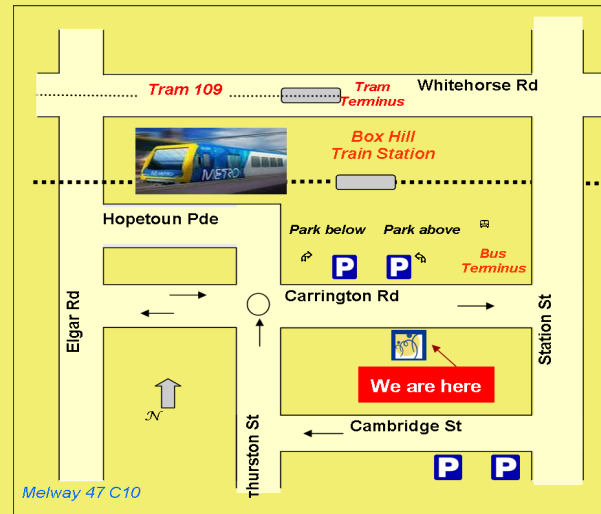 Whitehorse Rd
Tram 109
Tram
Terminus
Box Hill
Train Station
METRO
Hopetoun Pde
Park below
Park above
Bus
Terminus
P
P
Carrington Rd
Elgar Rd
Station St
We are here
N
Cambridge St
Thurston St
P
P
Melway 47 C10